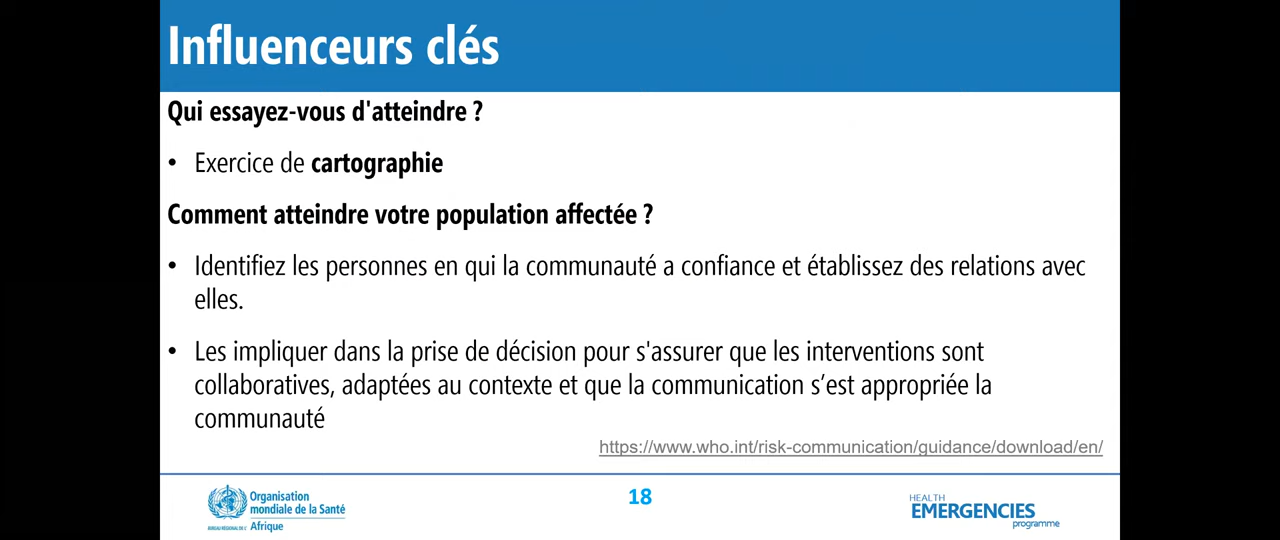 Influenceurs clés
Qui essayez-vous d'atteindre ?
• Exercice de cartographie
Comment atteindre votre population affectée ?
• Identifiez les personnes en qui la communauté a confiance et établissez des relations avec
elles.
• Les impliquer dans la prise de décision pour s'assurer que les interventions sont
collaboratives, adaptées au contexte et que la communication s’est appropriée la
communauté
https://www.who.int/risk-communication/guidance/download/en/
Organisation
mondiale de la Santé
BUREAU RÉGIONAL DE L' Afrique
18
HEALTH
EMERGENCIES
programme